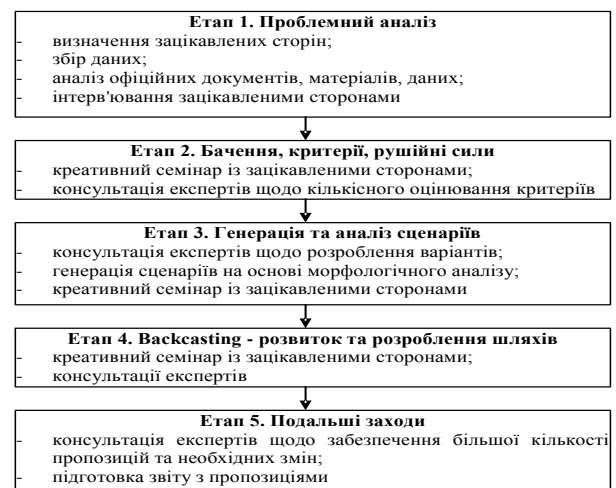 Етап 1. Проблемний аналіз
- визначення зацікавлених сторін;
- збір даних;
- аналіз офіційних документів, матеріалів, даних;
- інтерв'ювання зацікавленими сторонами
Етап 2. Бачення, критерії, рушійні сили
- креативний семінар із зацікавленими сторонами;
- консультація експертів щодо кількісного оцінювання критеріїв
Етап 3. Генерація та аналіз сценаріїв
- консультація експертів щодо розроблення варіантів;
- генерація сценаріїв на основі морфологічного аналізу;
- креативний семінар із зацікавленими сторонами
Етап 4. Backcasting - розвиток та розроблення шляхів
- креативний семінар із зацікавленими сторонами;
- консультації експертів
Етап 5. Подальші заходи
- консультація експертів щодо забезпечення більшої кількості
пропозицій та необхідних змін;
- підготовка звіту з пропозиціями